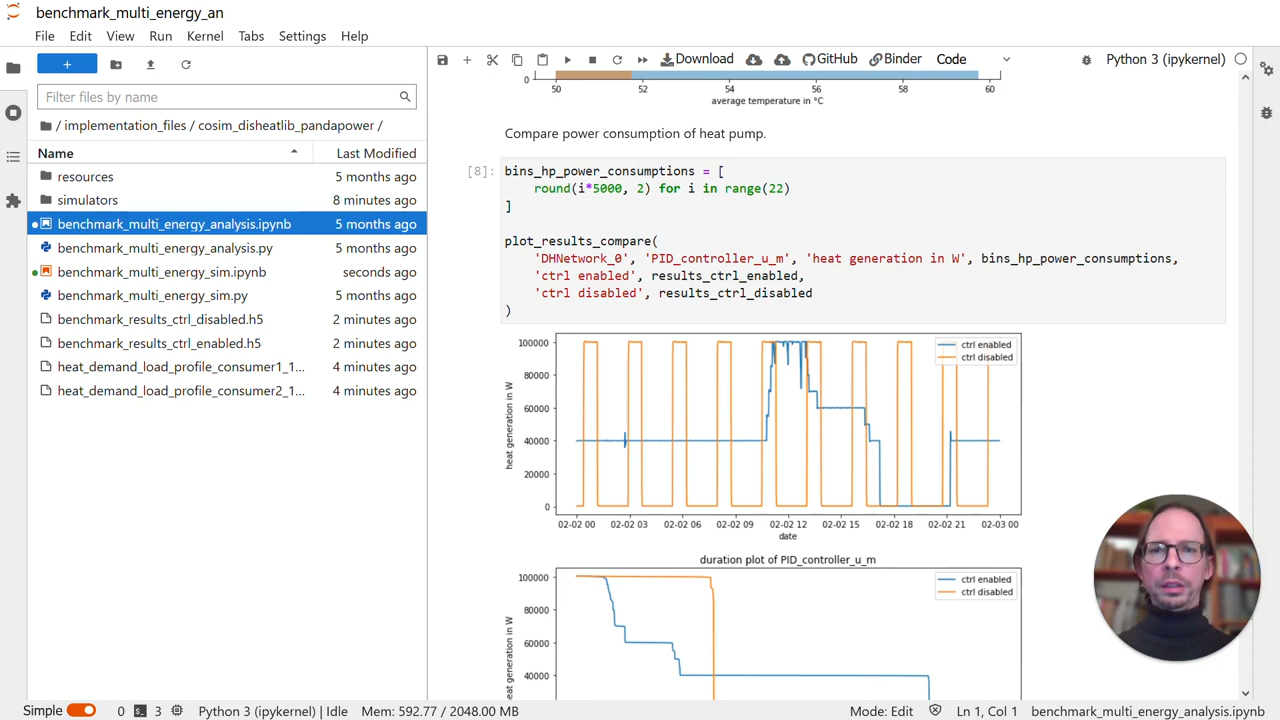 benchmark_multi_energy_an
File Edit View Run Kernel Tabs Settings Help
+
Filter files by name
/ implementation_files / cosim_disheatlib_pandapower /
Name Last Modified
resources 5 months ago
simulators 8 minutes ago
benchmark_multi_energy_analysis.ipynb 5 months ago
benchmark_multi_energy_analysis.py 5 months ago
benchmark_multi_energy_sim.ipynb seconds ago
benchmark_multi_energy_sim.py 5 months ago
benchmark_results_ctrl_disabled.h5 2 minutes ago
benchmark_results_ctrl_enabled.h5 2 minutes ago
heat_demand_load_profile_consumer1_1... 4 minutes ago
heat_demand_load_profile_consumer2_1... 4 minutes ago
Download GitHub Binder Code Python 3 (ipykernel)
0
50 52 54 56 58 60
average temperature in °C
Compare power consumption of heat pump.
[8]:
bins_hp_power_consumptions = [
round(i*5000, 2) for i in range(22)
]
plot_results_compare(
'DHNetwork_0', 'PID_controller_u_m', 'heat generation in W', bins_hp_power_consumptions,
'ctrl enabled', results_ctrl_enabled,
'ctrl disabled', results_ctrl_disabled
)
100000
80000
60000
40000
20000
0
heat generation in W
ctrl enabled
ctrl disabled
02-02 00 02-02 03 02-02 06 02-02 09 02-02 12 02-02 15 02-02 18 02-02 21 02-03 00
date
duration plot of PID_controller_u_m
100000
80000
60000
40000
heat generation in W
ctrl enabled
ctrl disabled
Simple 0 3 Python 3 (ipykernel) | Idle Mem: 592.77 / 2048.00 MB Mode: Edit Ln 1, Col 1 benchmark_multi_energy_analysis.ipynb